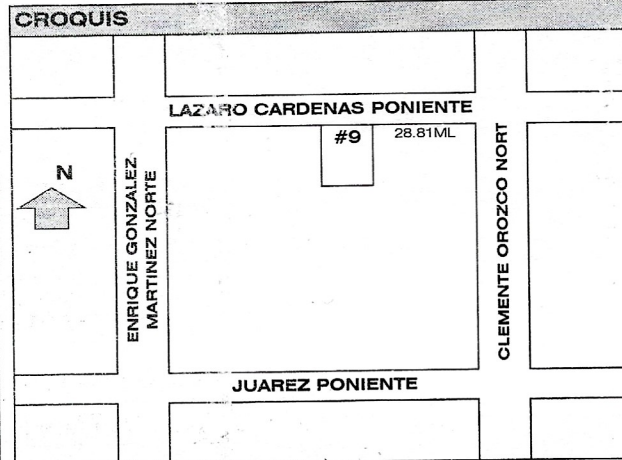 CROQUIS
LAZARO CARDENAS PONIENTE
#9
28.81ML
N
ENRIQUE GONZALEZ
MARTINEZ NORTE
CLEMENTE OROZCO NORT
JUAREZ PONIENTE